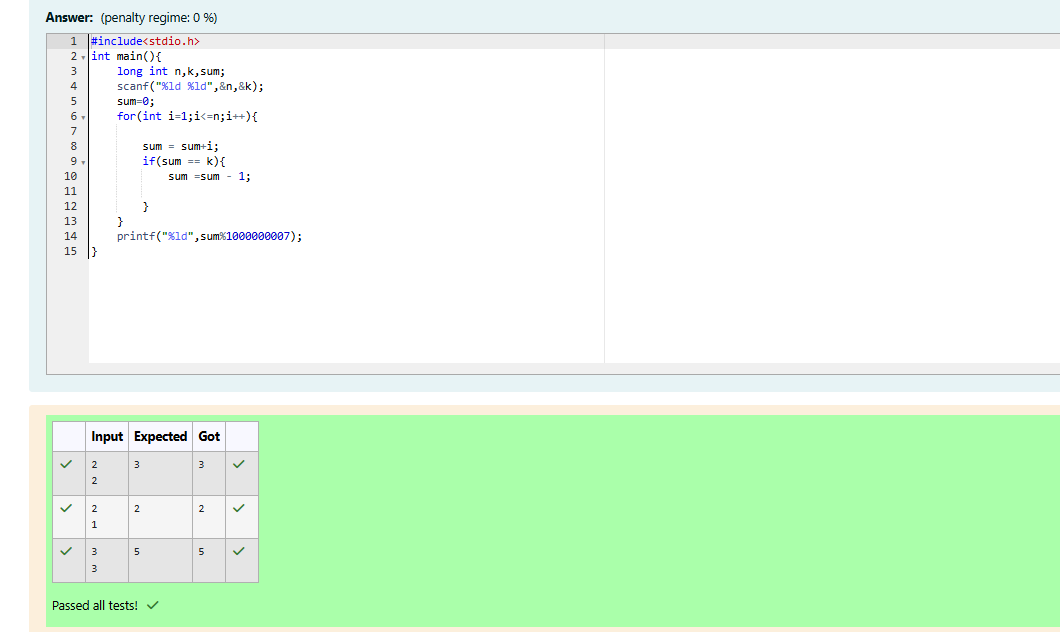 Answer: (penalty regime: 0 %)
1 #include<stdio.h>
2 int main(){
3 long int n,k,sum;
4 scanf("%ld %ld",&n,&k);
5 sum=0;
6 for(int i=1;i<=n;i++){
7
8 sum = sum+i;
9 if(sum == k){
10 sum =sum - 1;
11
12 }
13 }
14 printf("%ld",sum%1000000007);
15 }
Input Expected Got
2 3 3
2
2 2 2
1
3 5 5
3
Passed all tests!